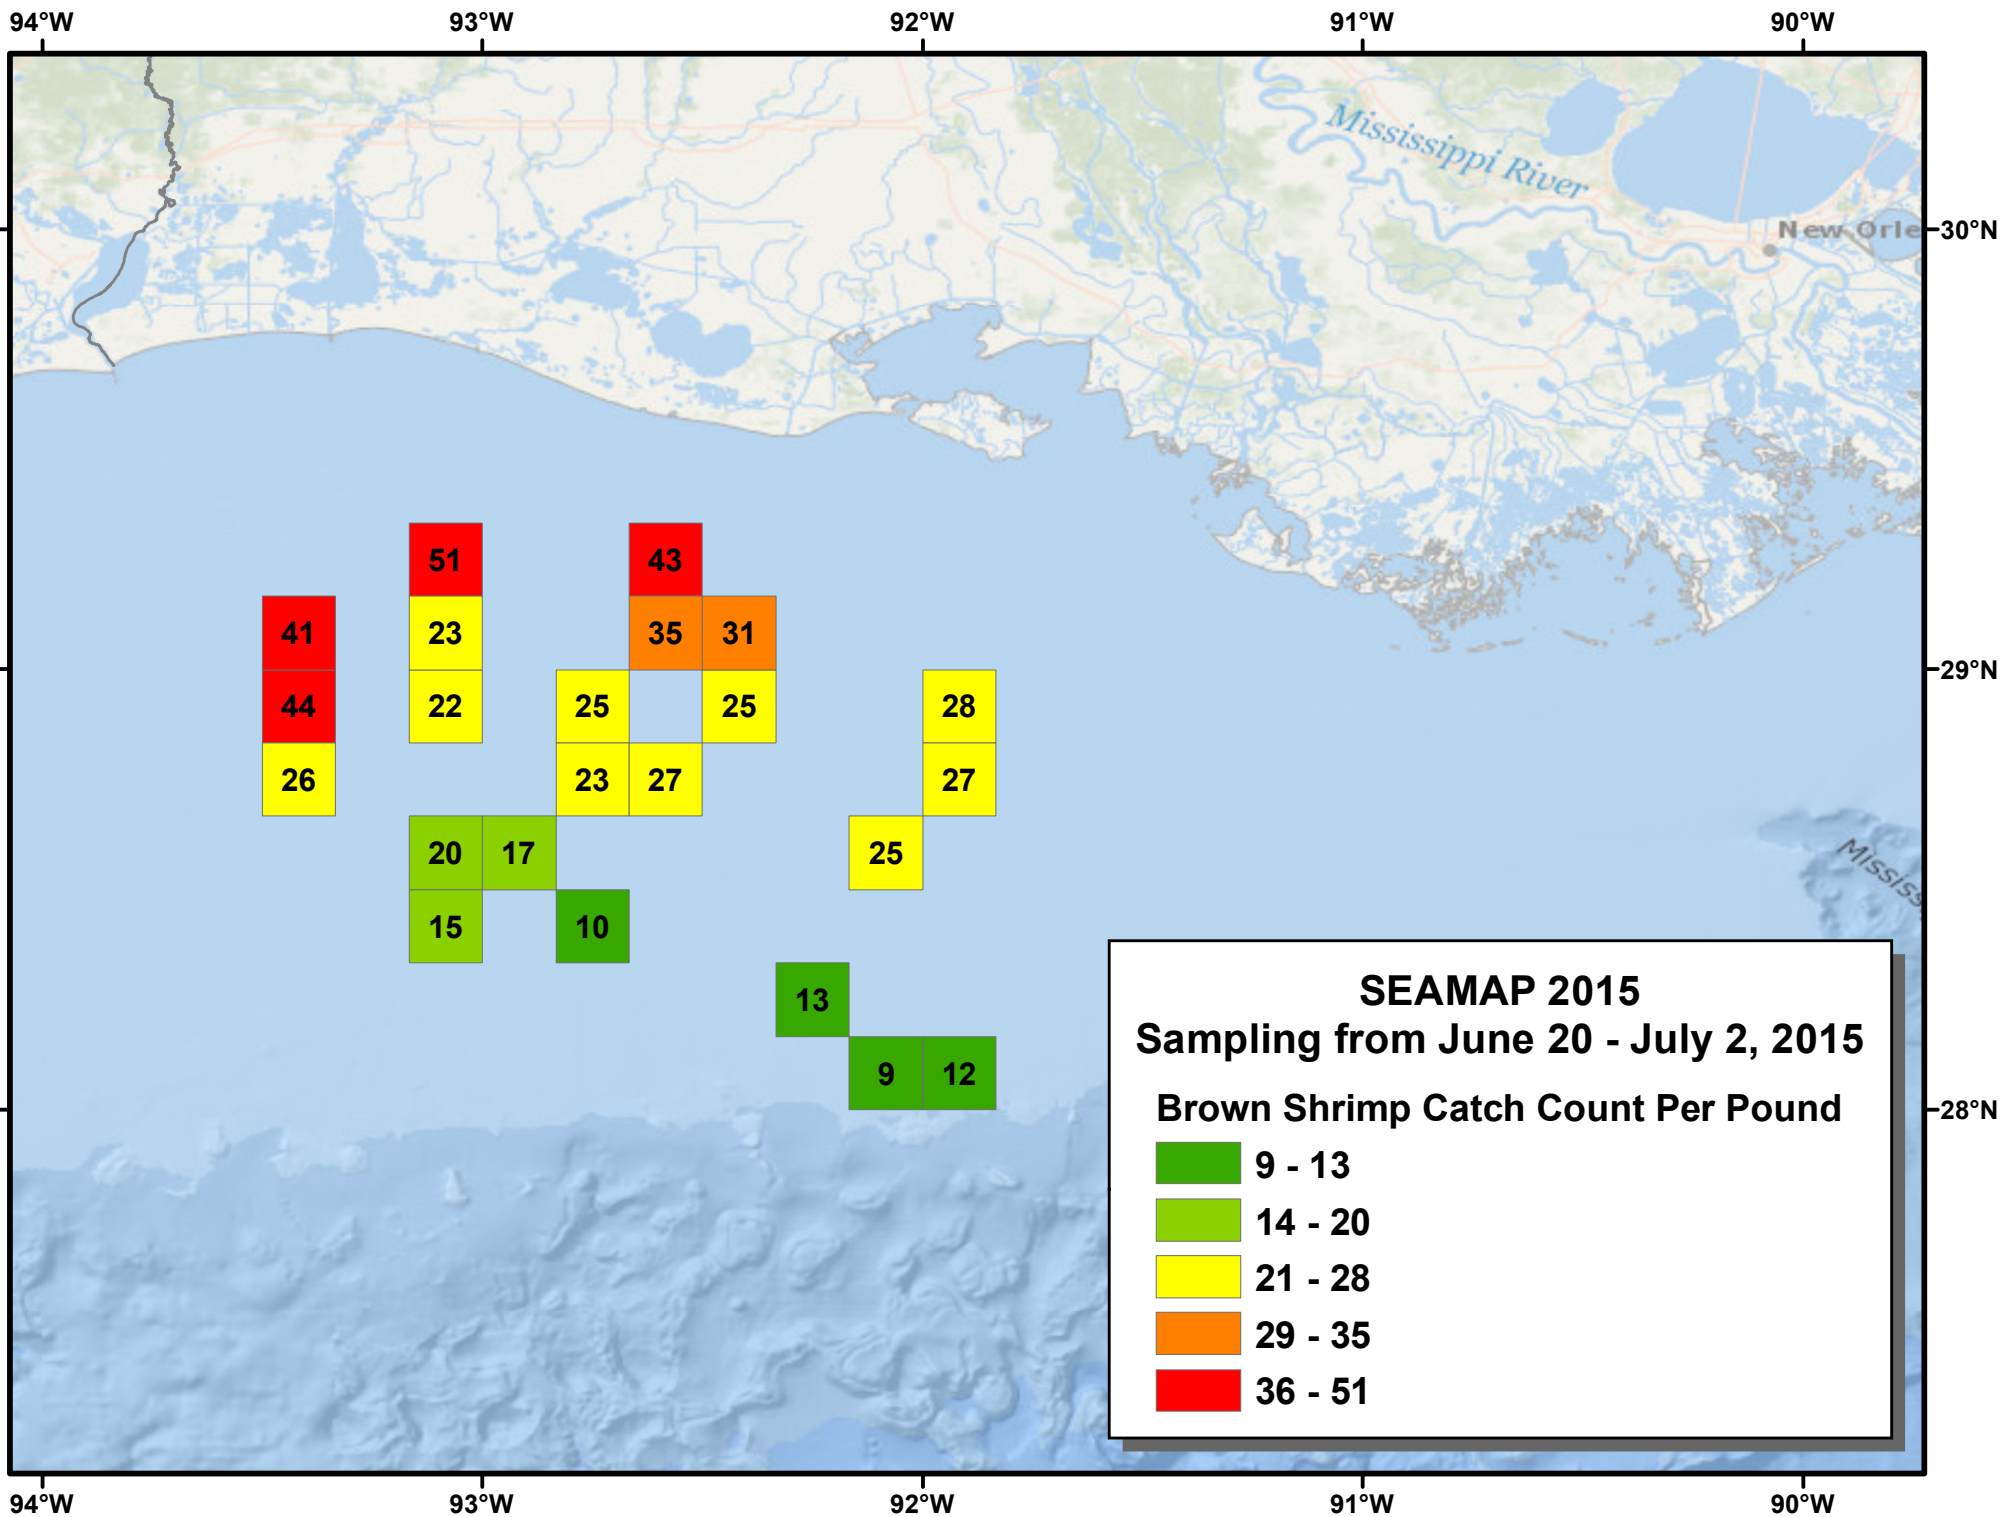 94°W 93°W 92°W 91°W 90°W
Mississippi River
New Orle
30°N
51 43
41 23 35 31
29°N
44 22 25 25 28
26 23 27 27
20 17 25
Mississ
15 10
13
SEAMAP 2015
Sampling from June 20 - July 2, 2015
9 12
Brown Shrimp Catch Count Per Pound
28°N
9 - 13
14 - 20
21 - 28
29 - 35
36 - 51
94°W 93°W 92°W 91°W 90°W